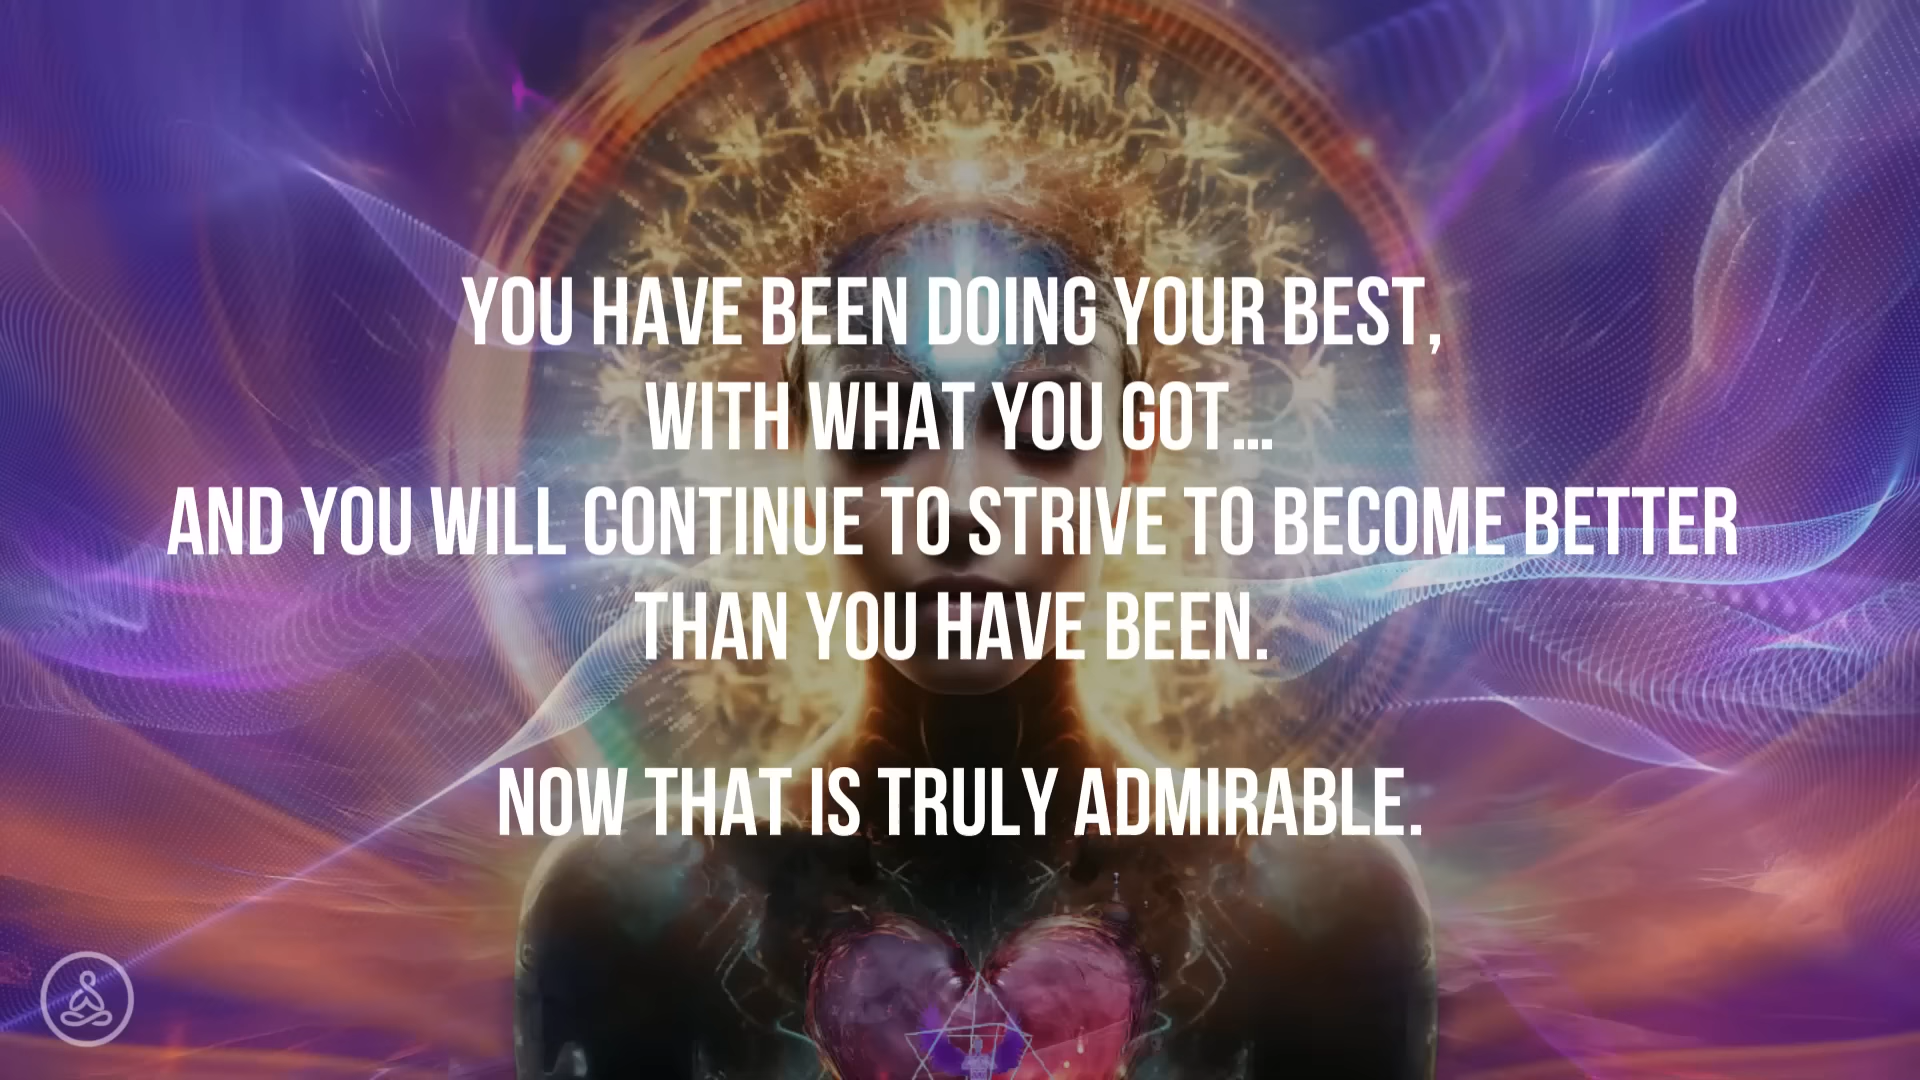 YOU HAVE BEEN DOING YOUR BEST,
WITH WHAT YOU GOT...
AND YOU WILL CONTINUE TO STRIVE TO BECOME BETTER
THAN YOU HAVE BEEN.
NOW THAT IS TRULY ADMIRABLE.